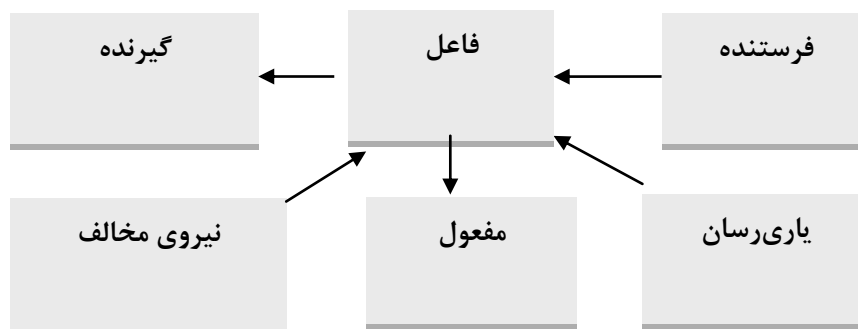 فرستنده
فاعل
گیرنده
یاری‌رسان
مفعول
نیروی مخالف